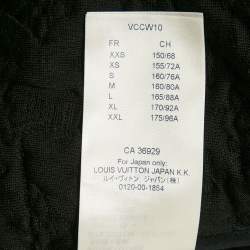 VCCW10
FR CH
XXS 150/68
XS 155/72A
S 160/76A
M 160/80A
L 165/88A
XL 170/92A
XXL 175/96A
CA 36929
For Japan only:
LOUIS VUITTON JAPAN K.K.
ルイ・ヴィトン ジャパン(株)
0120-00-1854